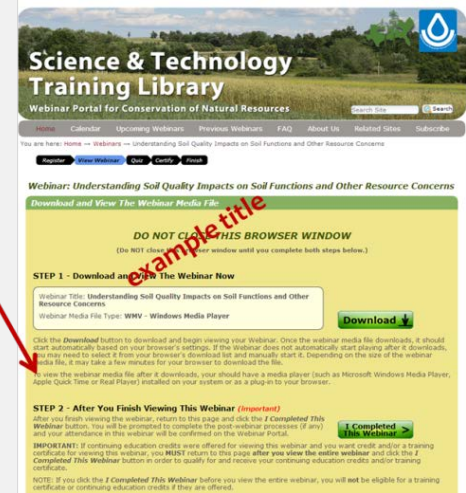 Science & Technology
Training Library
Webinar Portal for Conservation of Natural Resources
Search Site
Search
Home Calendar Upcoming Webinars Previous Webinars FAQ About Us Related Sites Subscribe
You are here: Home → Webinars → Understanding Soil Quality Impacts on Soil Functions and Other Resource Concerns
Register View Webinar Quiz Certify Finish
Webinar: Understanding Soil Quality Impacts on Soil Functions and Other Resource Concerns
Download and View The Webinar Media File
example title
DO NOT CLOSE THIS BROWSER WINDOW
(Do NOT close this browser window until you complete both steps below.)
STEP 1 - Download and View The Webinar Now
Webinar Title: Understanding Soil Quality Impacts on Soil Functions and Other
Resource Concerns
Webinar Media File Type: WMV - Windows Media Player
Download
Click the Download button to download and begin viewing your Webinar. Once the webinar media file downloads, it should
start automatically based on your browser's settings. If the Webinar does not automatically start playing after it downloads,
you may need to select it from your browser's download list and manually start it. Depending on the size of the webinar
media file, it may take a few minutes for your browser to download the file.
To view the webinar media file after it downloads, your should have a media player (such as Microsoft Windows Media Player,
Apple Quick Time or Real Player) installed on your system or as a plug-in to your browser.
STEP 2 - After You Finish Viewing This Webinar (Important)
After you finish viewing the webinar, return to this page and click the I Completed This
Webinar button. You will be prompted to complete the post-webinar processes (if any)
and your attendance in this webinar will be confirmed on the Webinar Portal.
I Completed
This Webinar >
IMPORTANT: If continuing education credits were offered for viewing this webinar and you want credit and/or a training
certificate for viewing this webinar, you MUST return to this page after you view the entire webinar and click the I
Completed This Webinar button in order to qualify for and receive your continuing education credits and/or training
certificate.
NOTE: If you click the I Completed This Webinar button before you view the entire webinar, you will not be eligible for a training
certificate or continuing education credits if they are offered.